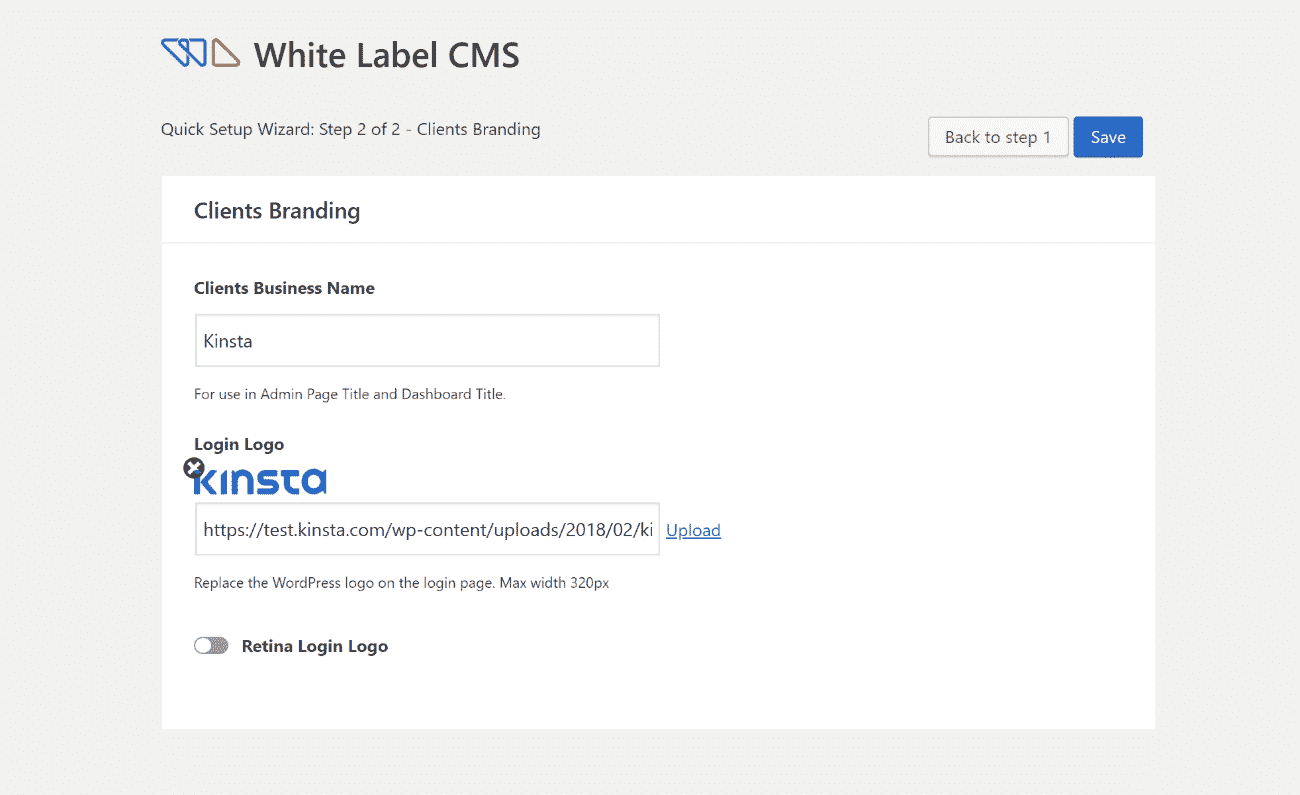 White Label CMS
Quick Setup Wizard: Step 2 of 2 - Clients Branding
Back to step 1
Save
Clients Branding
Clients Business Name
Kinsta
For use in Admin Page Title and Dashboard Title.
Login Logo
kinsta
https://test.kinsta.com/wp-content/uploads/2018/02/ki
Upload
Replace the WordPress logo on the login page. Max width 320px
Retina Login Logo